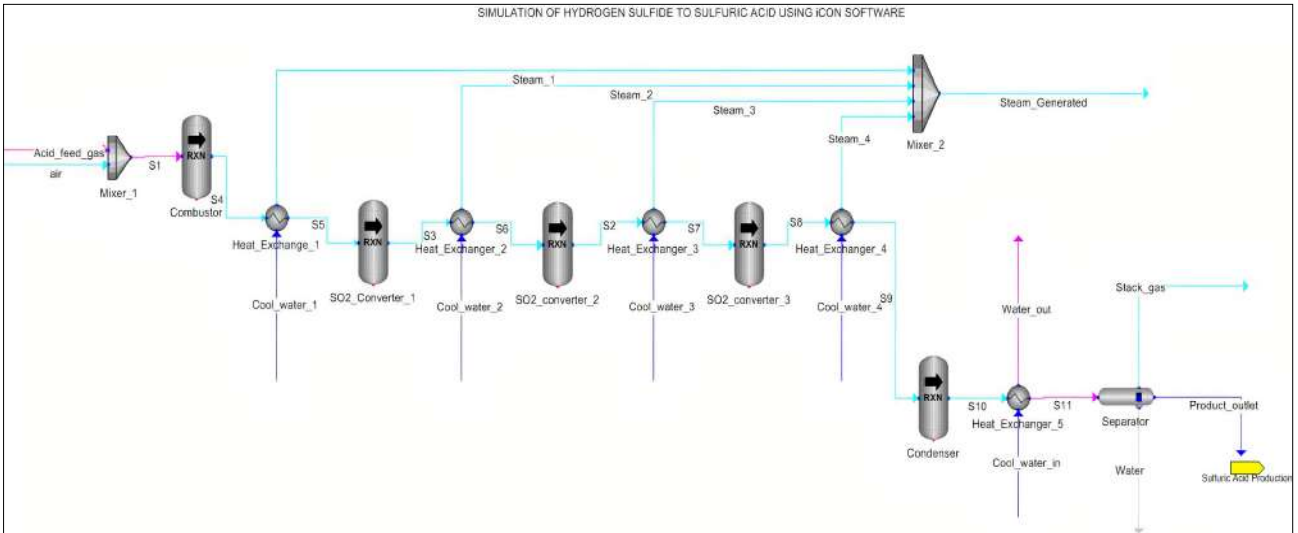 SIMULATION OF HYDROGEN SULFIDE TO SULFURIC ACID USING iCON SOFTWARE
Steam_1
Steam_2
Steam_3
Steam_4
Steam_Generated
Mixer_2
Acid_feed_gas
air
S1
Mixer_1
RXN
Combustor
S4
Heat_Exchange_1
S5
RXN
SO2_Converter_1
S3
Heat_Exchanger_2
S6
RXN
SO2_converter_2
S2
Heat_Exchanger_3
S7
RXN
SO2_converter_3
S8
Heat_Exchanger_4
S9
Cool_water_1
Cool_water_2
Cool_water_3
Cool_water_4
Water_out
Stack_gas
RXN
Condenser
S10
Heat_Exchanger_5
S11
Separator
Product_outlet
Cool_water_in
Water
Sulfuric Acid Production